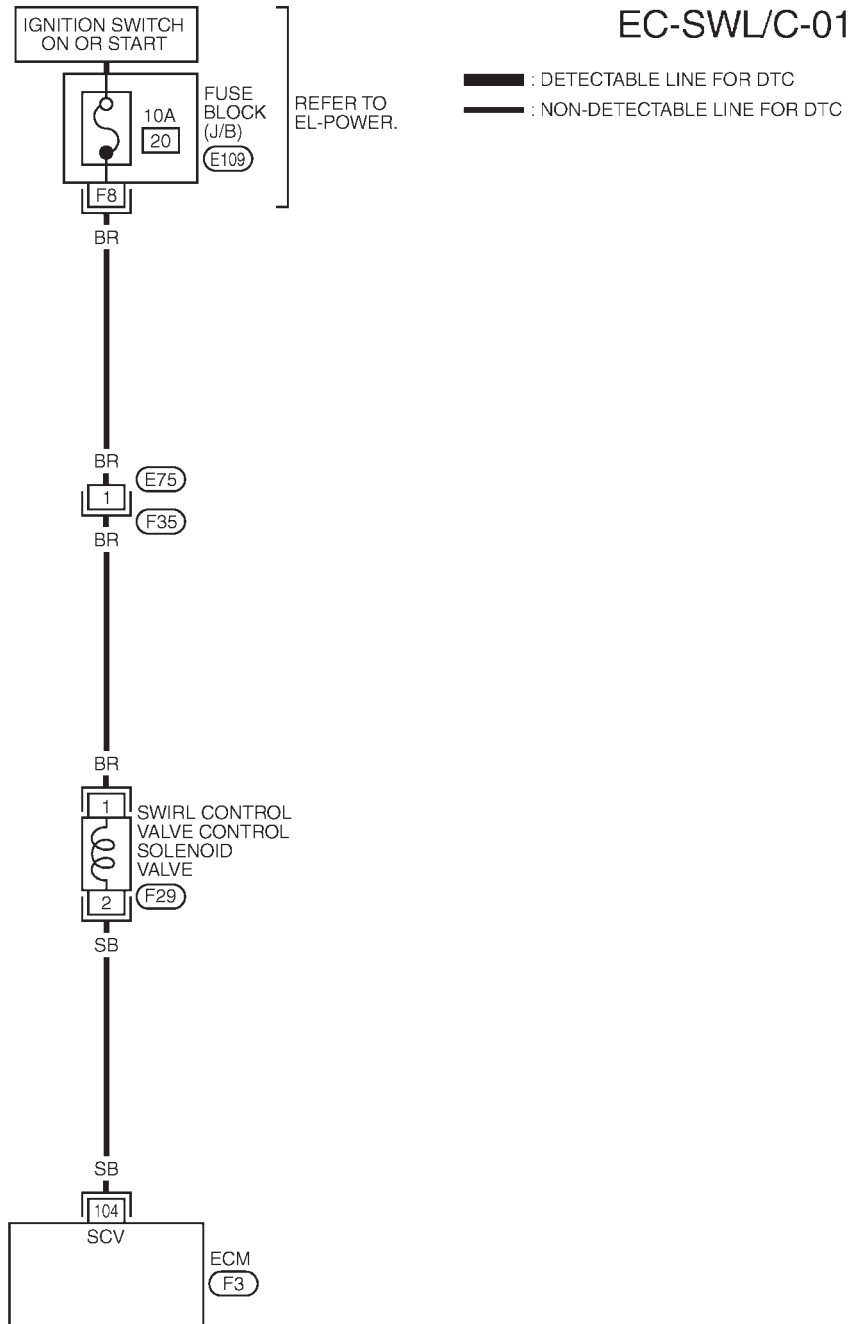 EC-SWL/C-01
: DETECTABLE LINE FOR DTC
: NON-DETECTABLE LINE FOR DTC
IGNITION SWITCH
ON OR START
10A
20
FUSE
BLOCK
(J/B)
E109
REFER TO
EL-POWER.
F8
BR
BR
E75
1
F35
BR
BR
1
SWIRL CONTROL
VALVE CONTROL
SOLENOID
VALVE
2
F29
SB
SB
104
SCV
ECM
F3